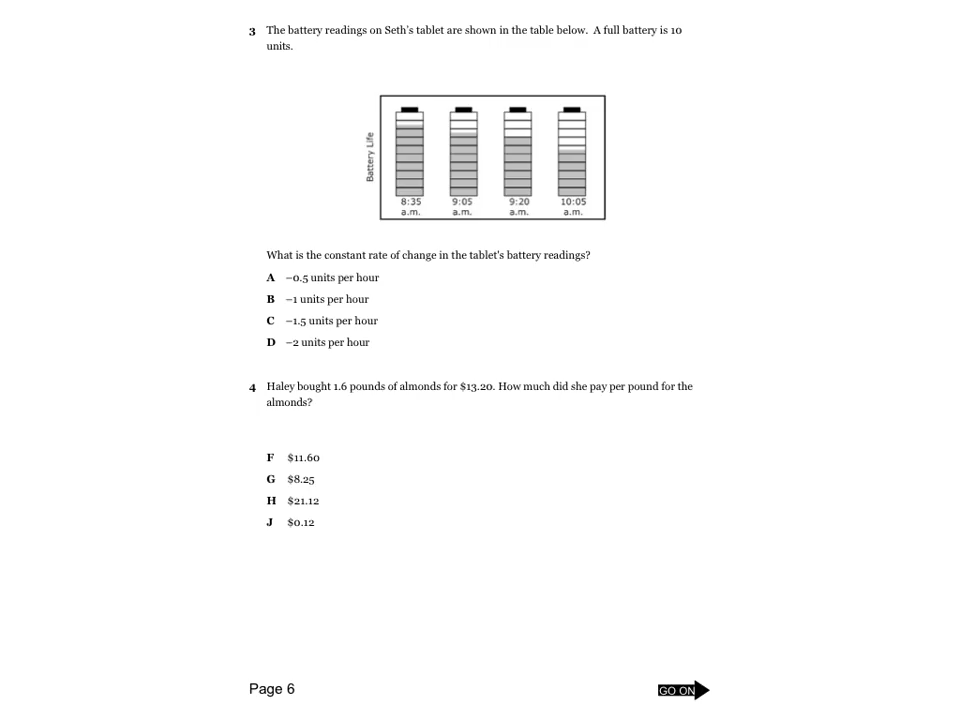 3 The battery readings on Seth's tablet are shown in the table below. A full battery is 10
units.
Battery Life
8:35 9:05 9:20 10:05
a.m. a.m. a.m. a.m.
What is the constant rate of change in the tablet's battery readings?
A –0.5 units per hour
B –1 units per hour
C –1.5 units per hour
D –2 units per hour
4 Haley bought 1.6 pounds of almonds for $13.20. How much did she pay per pound for the
almonds?
F $11.60
G $8.25
H $21.12
J $0.12
Page 6
GO ON